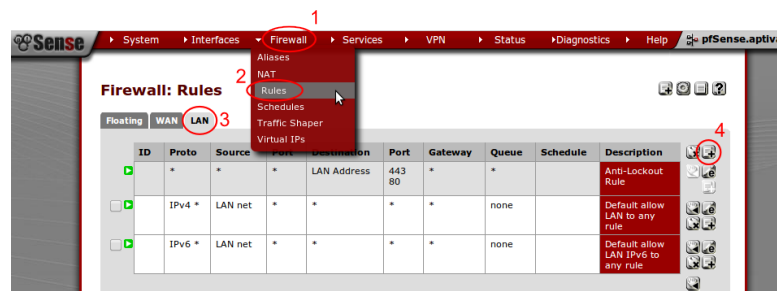 1
Sense
System
Interfaces
Firewall
Services
VPN
Status
Diagnostics
Help
pfSense.aptiva
Aliases
NAT
2
Rules
Schedules
Traffic Shaper
Virtual IPs
Firewall: Rules
Floating WAN LAN 3
4
ID Proto Source Port Destination Port Gateway Queue Schedule Description
* * * LAN Address 443 * * Anti-Lockout
80 Rule
IPv4 * LAN net * * * * none Default allow
LAN to any
rule
IPv6 * LAN net * * * * none Default allow
LAN IPv6 to
any rule